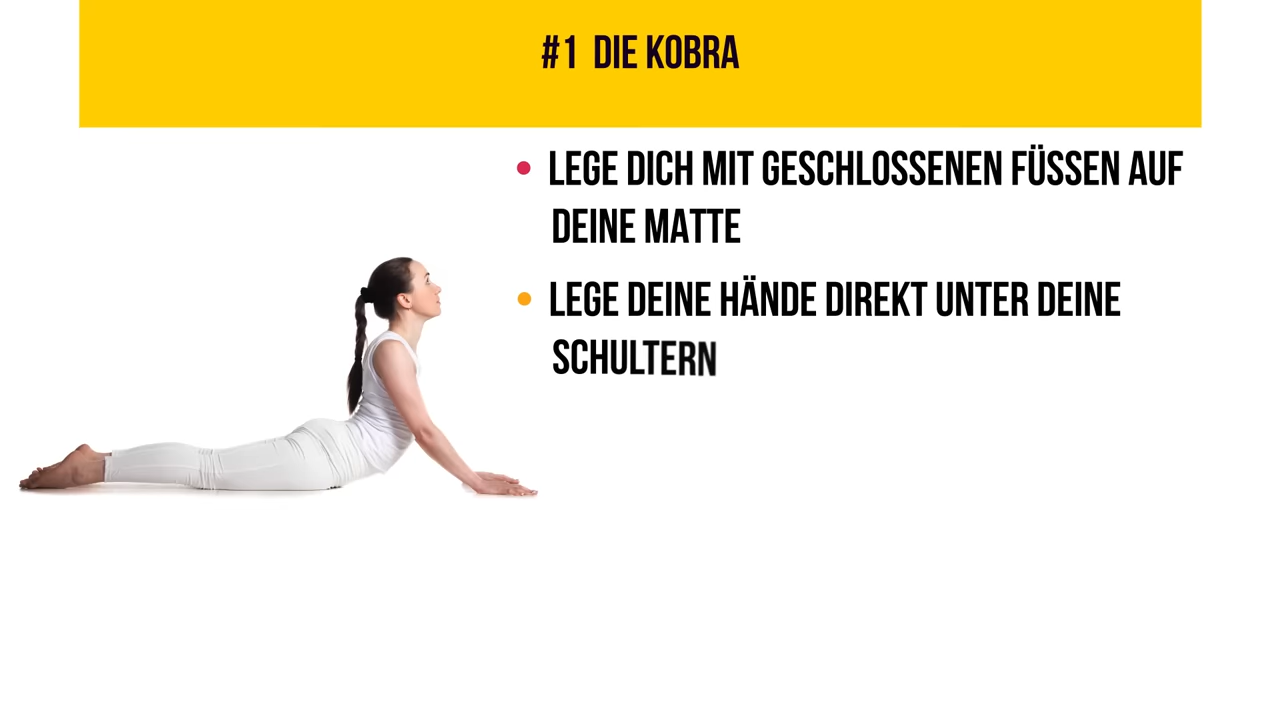 #1 DIE KOBRA
• LEGE DICH MIT GESCHLOSSENEN FÜSSEN AUF
DEINE MATTE
• LEGE DEINE HÄNDE DIREKT UNTER DEINE
SCHULTERN